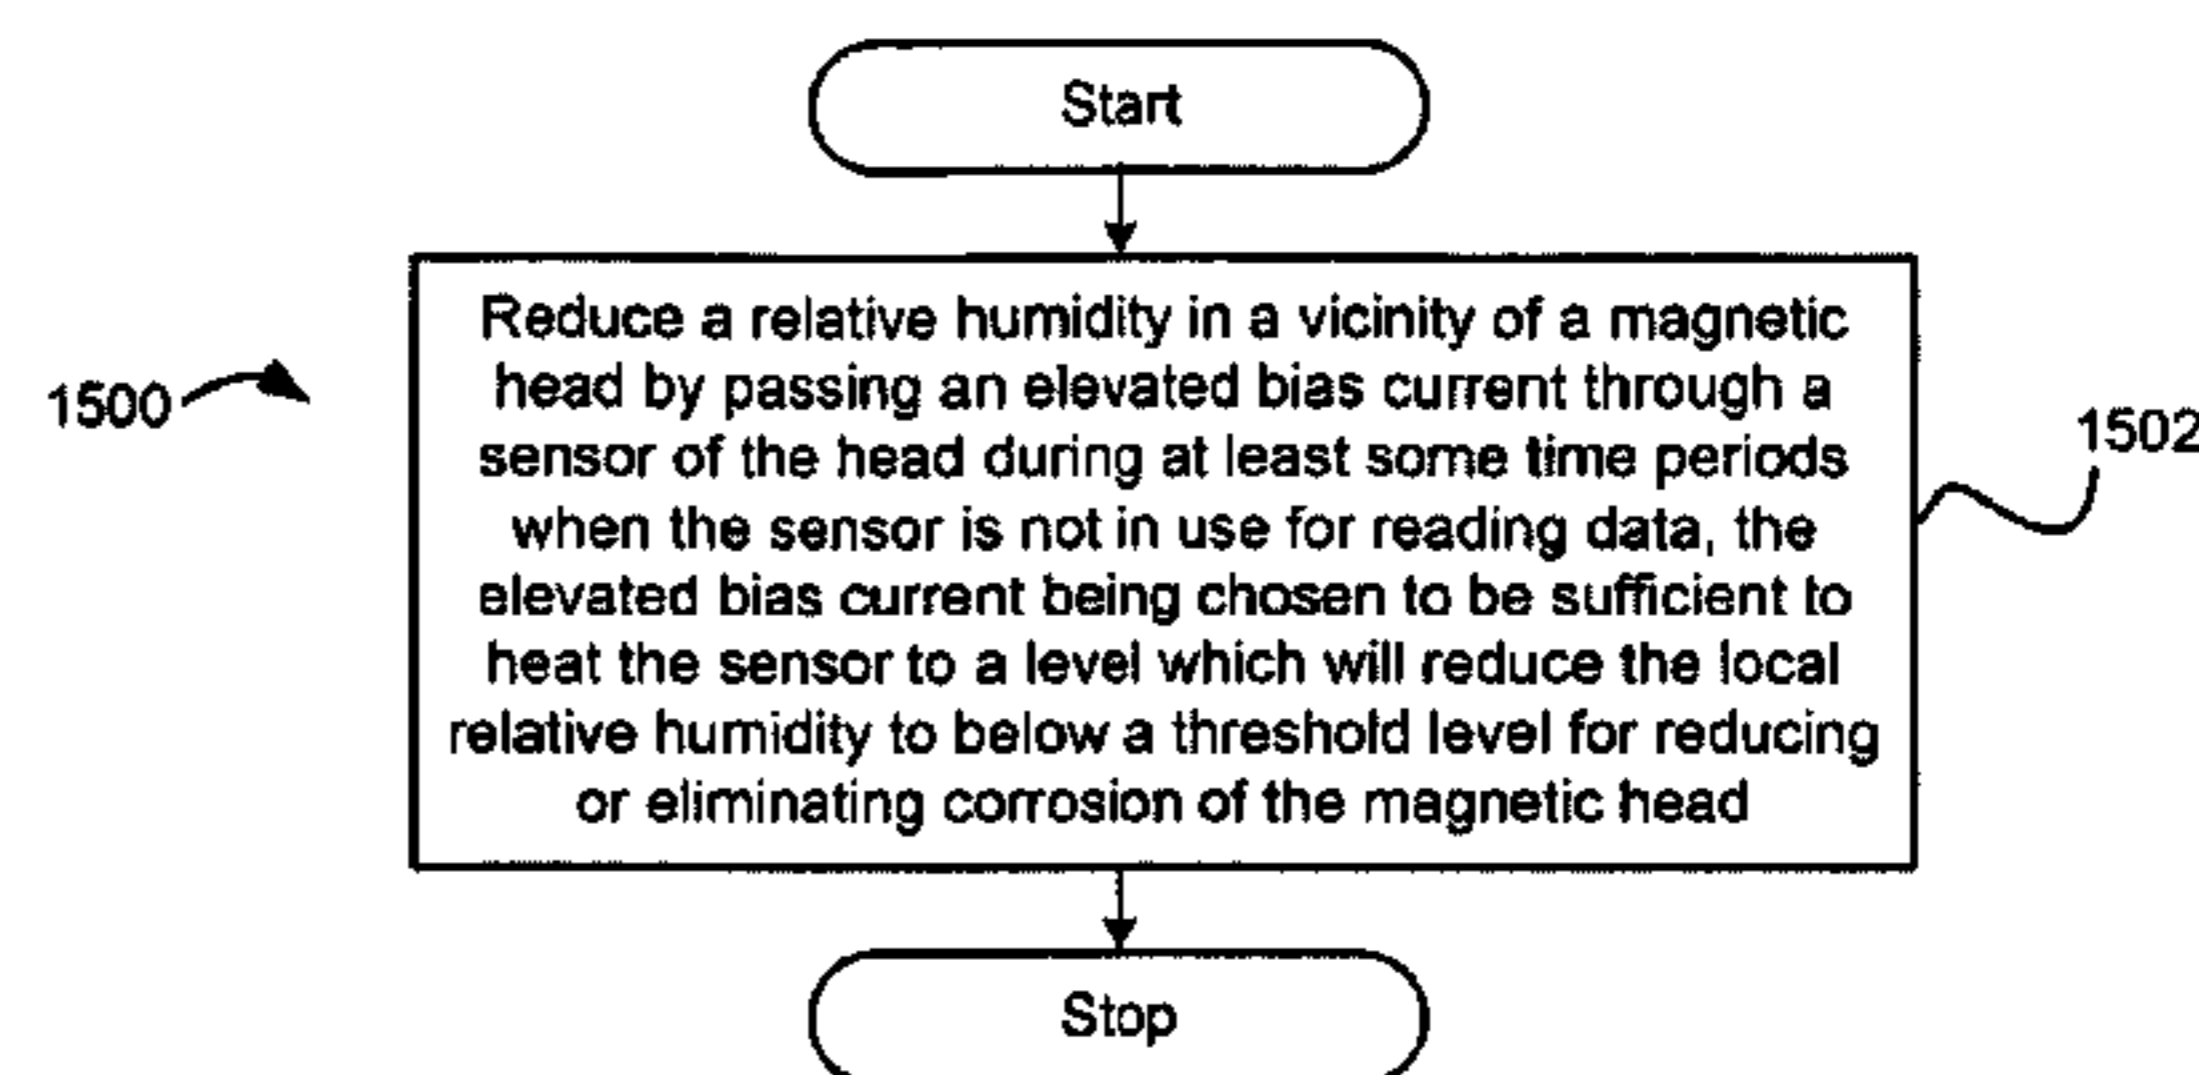 Start
Reduce a relative humidity in a vicinity of a magnetic
head by passing an elevated bias current through a
sensor of the head during at least some time periods
when the sensor is not in use for reading data, the
elevated bias current being chosen to be sufficient to
heat the sensor to a level which will reduce the local
relative humidity to below a threshold level for reducing
or eliminating corrosion of the magnetic head
1500
1502
Stop